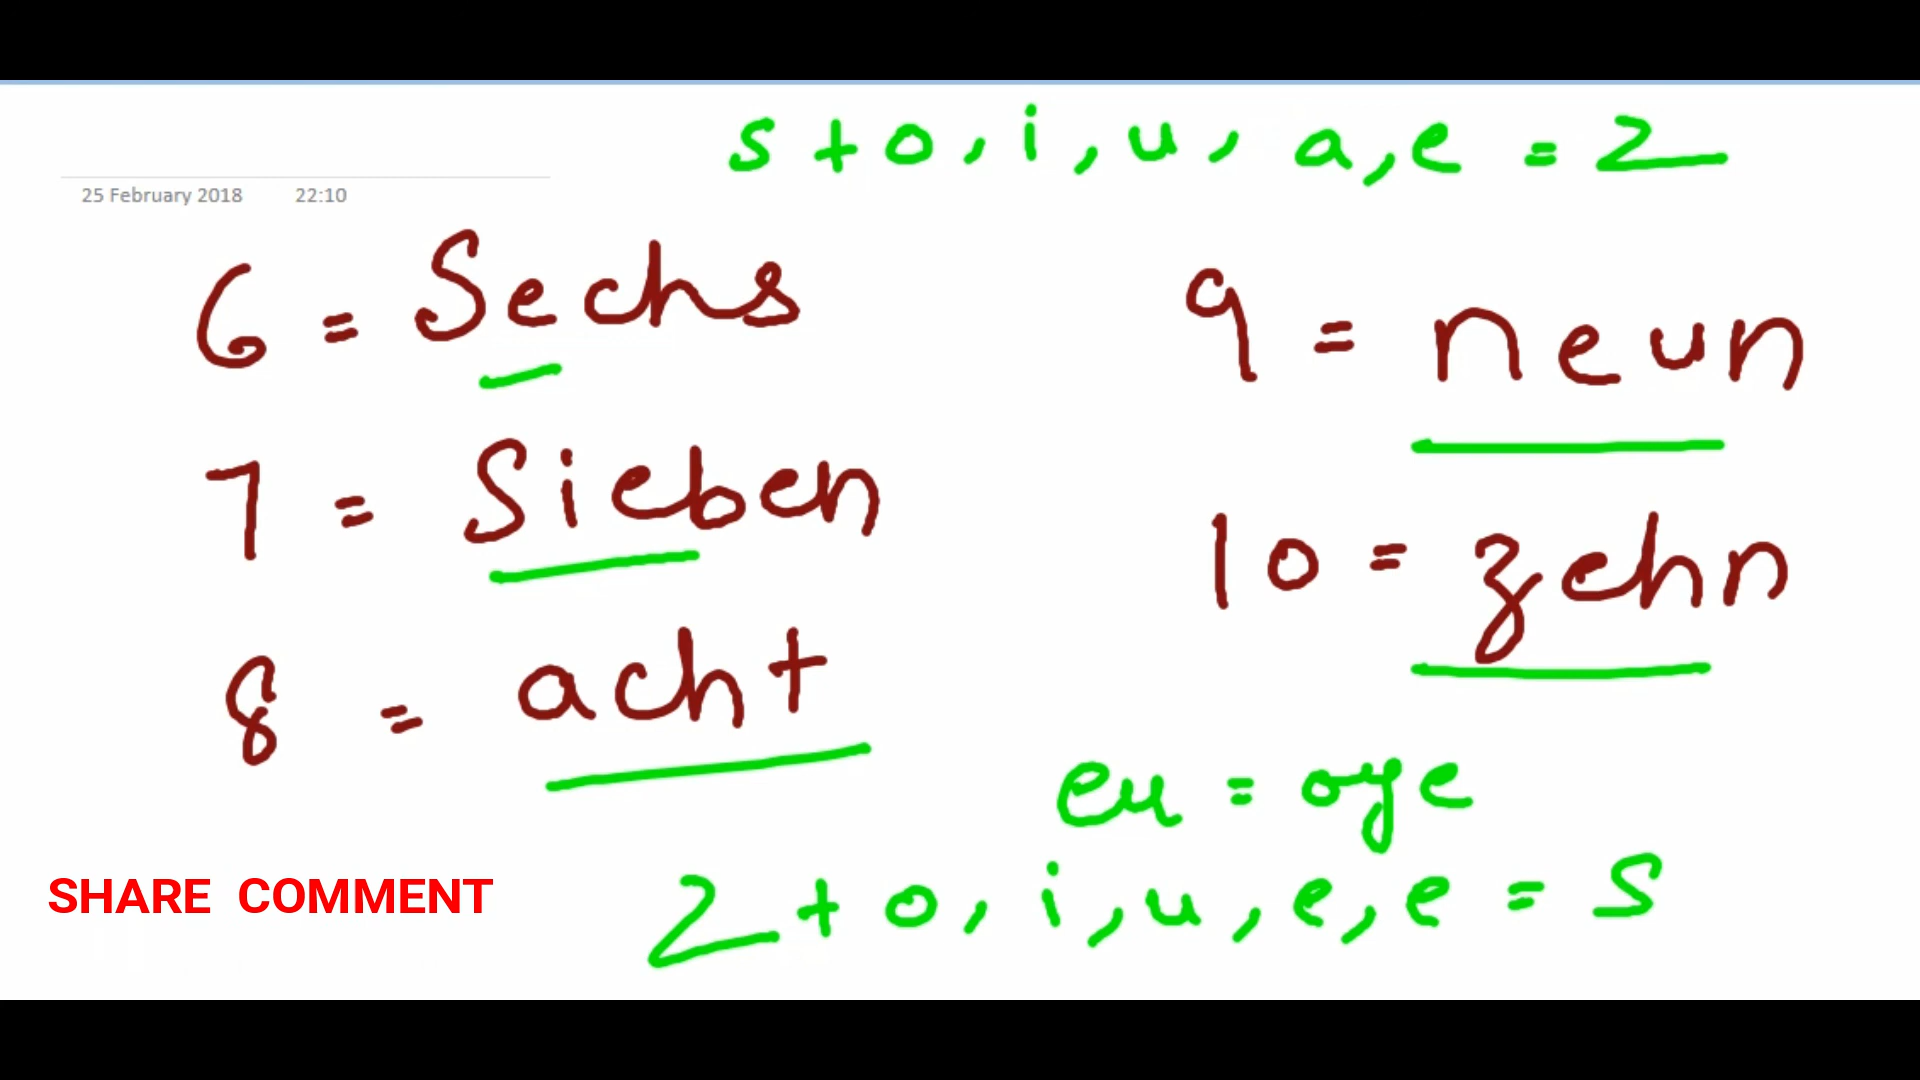 s + o, i, u, a, e = Z
25 February 2018 22:10
6 = Sechs
7 = Sieben
8 = acht
9 = neun
10 = zehn
eu = oye
Z + o, i, u, e, e = S
SHARE COMMENT